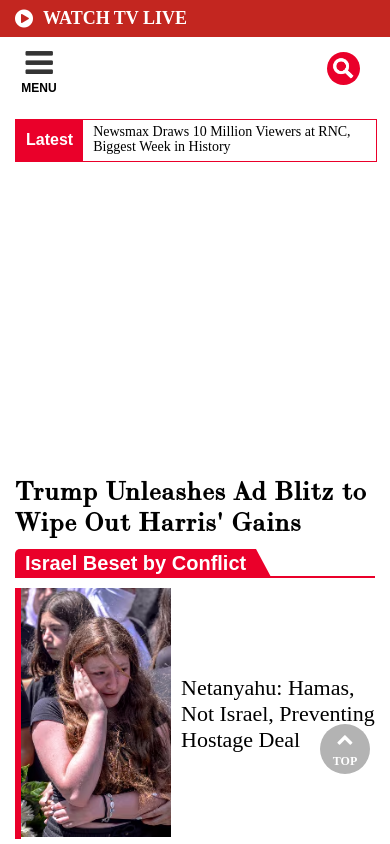 WATCH TV LIVE
MENU
Latest
Newsmax Draws 10 Million Viewers at RNC,
Biggest Week in History
Trump Unleashes Ad Blitz to
Wipe Out Harris' Gains
Israel Beset by Conflict
Netanyahu: Hamas,
Not Israel, Preventing
Hostage Deal
TOP